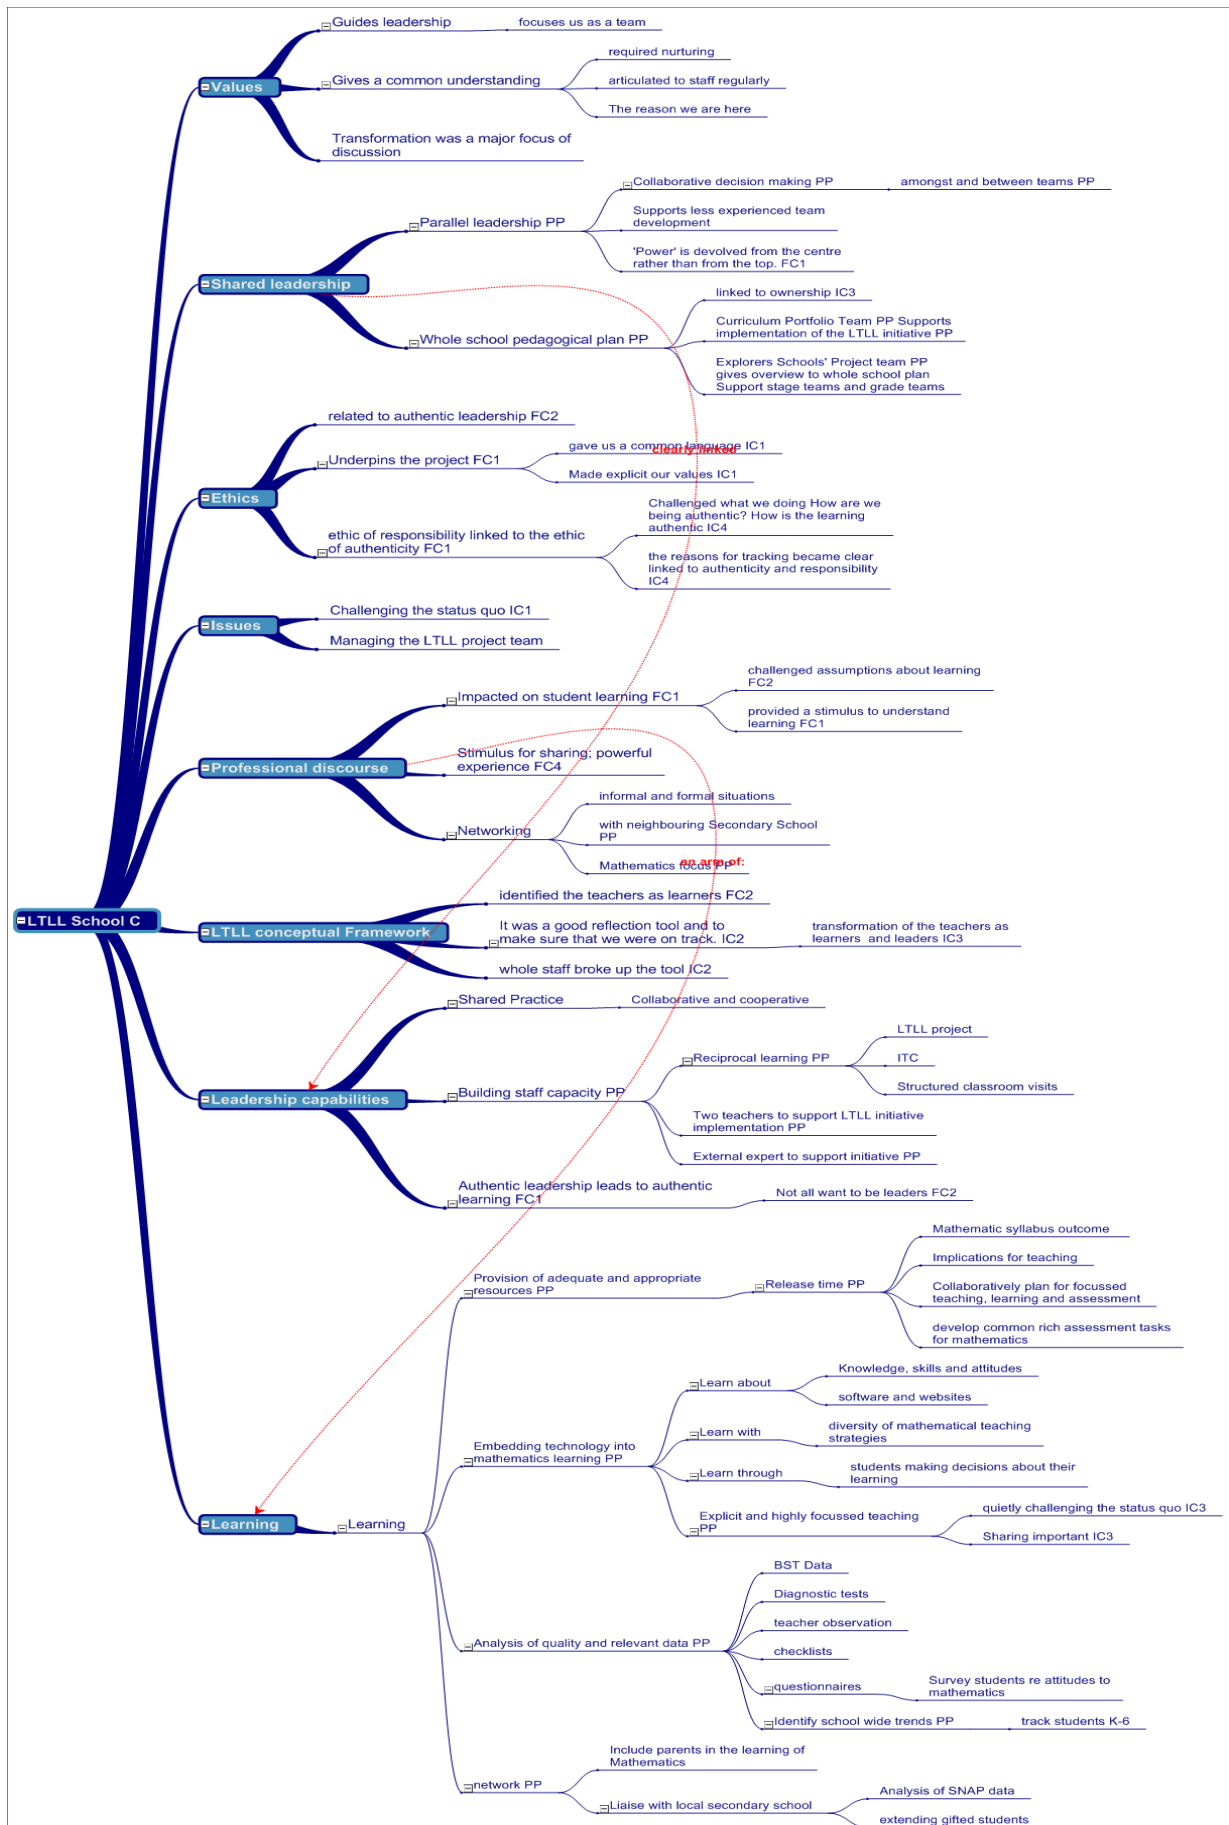 Guides leadership
focuses us as a team
Values
Gives a common understanding
required nurturing
articulated to staff regularly
The reason we are here
Transformation was a major focus of
discussion
Shared leadership
Parallel leadership PP
Collaborative decision making PP
amongst and between teams PP
Supports less experienced team
development
'Power' is devolved from the centre
rather than from the top. FC1
Whole school pedagogical plan PP
linked to ownership IC3
Curriculum Portfolio Team PP Supports
implementation of the LTLL initiative PP
Explorers Schools' Project team PP
gives overview to whole school plan
Support stage teams and grade teams
clearly linked
Ethics
related to authentic leadership FC2
Underpins the project FC1
gave us a common language IC1
Made explicit our values IC1
ethic of responsibility linked to the ethic
of authenticity FC1
Challenged what we doing How are we
being authentic? How is the learning
authentic IC4
the reasons for tracking became clear
linked to authenticity and responsibility
IC4
Issues
Challenging the status quo IC1
Managing the LTLL project team
Professional discourse
Impacted on student learning FC1
challenged assumptions about learning
FC2
provided a stimulus to understand
learning FC1
Stimulus for sharing; powerful
experience FC4
Networking
informal and formal situations
with neighbouring Secondary School
PP
Mathematics focus PP
an arm of:
LTLL School C
LTLL conceptual Framework
identified the teachers as learners FC2
It was a good reflection tool and to
make sure that we were on track. IC2
transformation of the teachers as
learners and leaders IC3
whole staff broke up the tool IC2
Leadership capabilities
Shared Practice
Collaborative and cooperative
Building staff capacity PP
Reciprocal learning PP
LTLL project
ITC
Structured classroom visits
Two teachers to support LTLL initiative
implementation PP
External expert to support initiative PP
Authentic leadership leads to authentic
learning FC1
Not all want to be leaders FC2
Learning
Learning
Provision of adequate and appropriate
resources PP
Release time PP
Mathematic syllabus outcome
Implications for teaching
Collaboratively plan for focussed
teaching, learning and assessment
develop common rich assessment tasks
for mathematics
Embedding technology into
mathematics learning PP
Learn about
Knowledge, skills and attitudes
software and websites
Learn with
diversity of mathematical teaching
strategies
Learn through
students making decisions about their
learning
Explicit and highly focussed teaching
PP
quietly challenging the status quo IC3
Sharing important IC3
Analysis of quality and relevant data PP
BST Data
Diagnostic tests
teacher observation
checklists
questionnaires
Survey students re attitudes to
mathematics
Identify school wide trends PP
track students K-6
network PP
Include parents in the learning of
Mathematics
Liaise with local secondary school
Analysis of SNAP data
extending gifted students